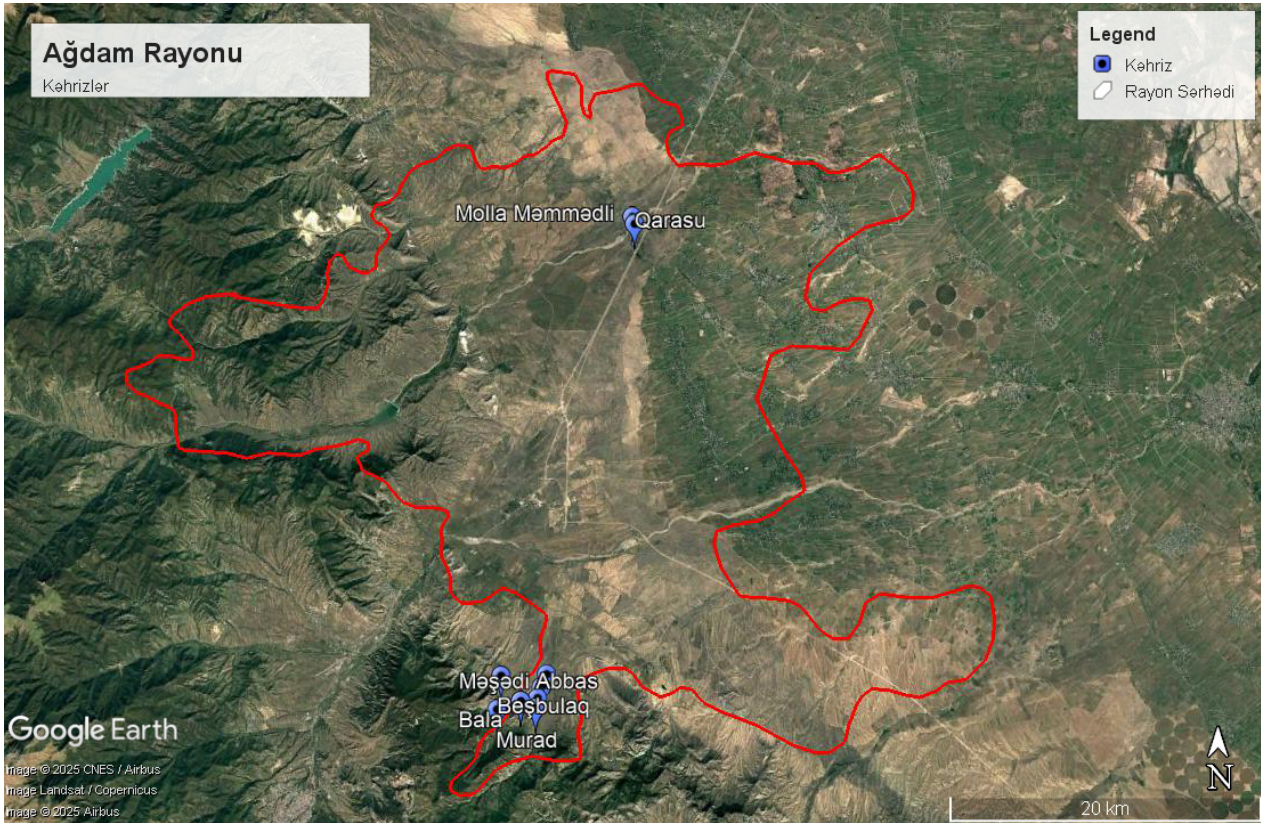 Ağdam Rayonu
Kəhrizlər
Legend
Kəhriz
Rayon Sərhədi
Molla Məmmədli
Qarasu
Məşədi Abbas
Beşbulaq
Bala
Murad
Google Earth
Image © 2025 CNES / Airbus
Image Landsat / Copernicus
Image © 2025 Airbus
N
20 km